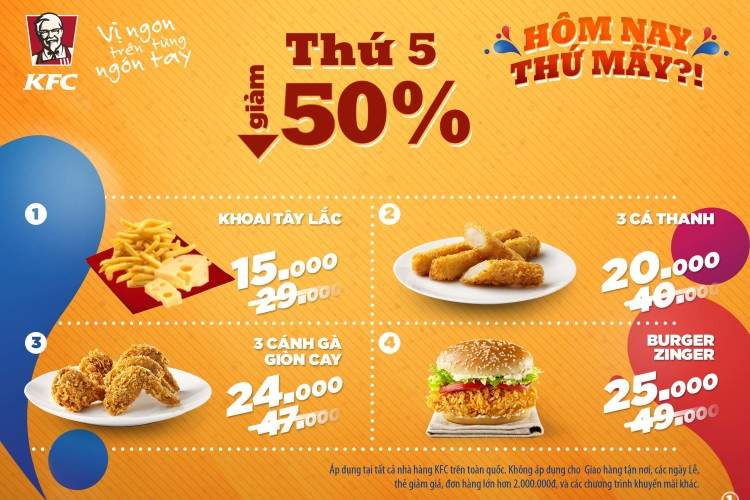 KFC
Vị ngon
trên từng
ngón tay
Thứ 5
giảm
50%
HÔM NAY
THỨ MẤY?!
1
KHOAI TÂY LẮC
15.000
29.000
2
3 CÁ THANH
20.000
40.000
3
3 CÁNH GÀ
GIÒN CAY
24.000
47.000
4
BURGER
ZINGER
25.000
49.000
Áp dụng tại tất cả nhà hàng KFC trên toàn quốc. Không áp dụng cho Giao hàng tận nơi, các ngày Lễ,
thẻ giảm giá, đơn hàng lớn hơn 2.000.000đ, và các chương trình khuyến mãi khác.